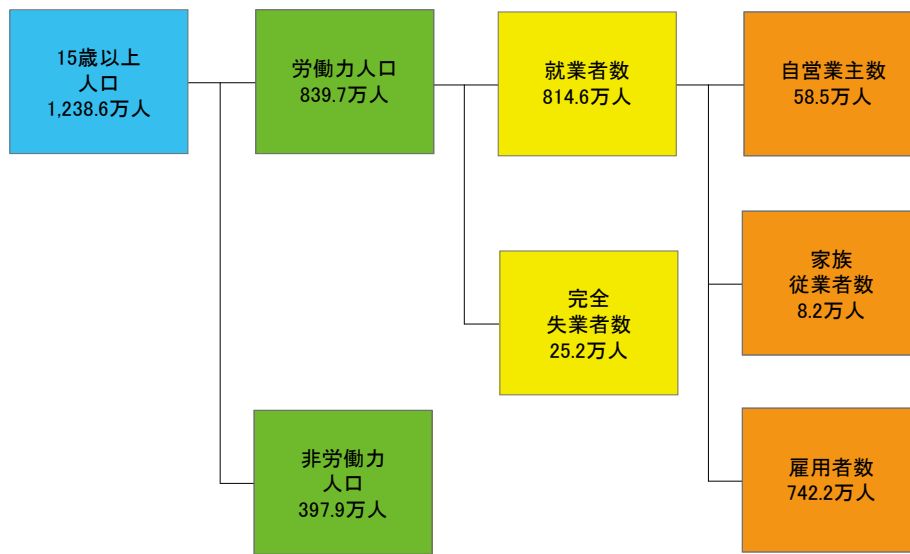 15歳以上
人口
1,238.6万人
労働力人口
839.7万人
就業者数
814.6万人
自営業主数
58.5万人
家族
従業者数
8.2万人
完全
失業者数
25.2万人
非労働力
人口
397.9万人
雇用者数
742.2万人